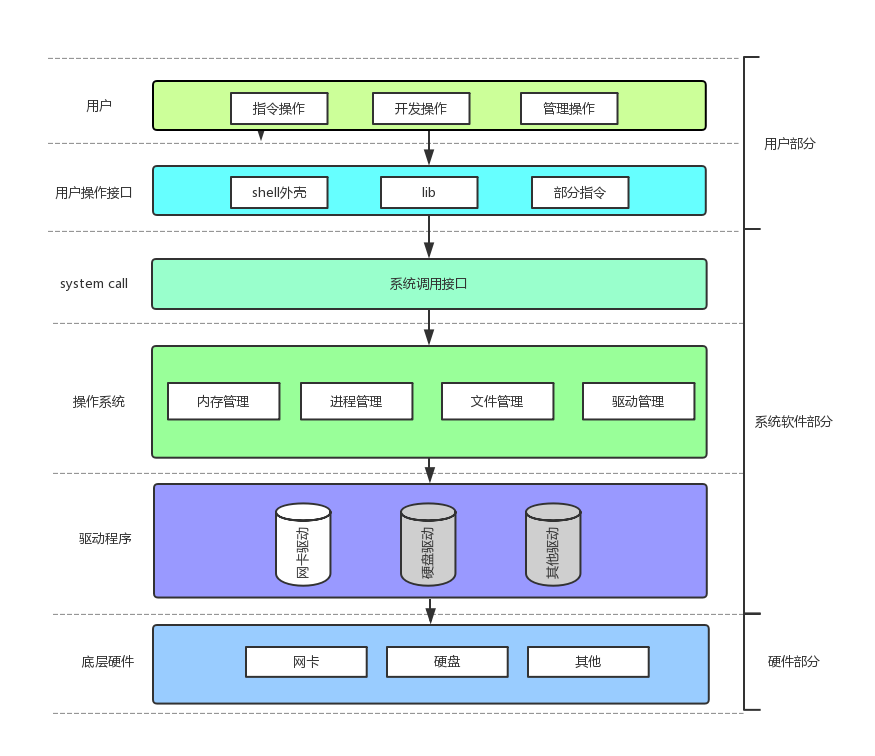 用户
指令操作
开发操作
管理操作
用户部分
用户操作接口
shell外壳
lib
部分指令
system call
系统调用接口
操作系统
内存管理
进程管理
文件管理
驱动管理
系统软件部分
驱动程序
网卡驱动
硬盘驱动
其他驱动
底层硬件
网卡
硬盘
其他
硬件部分